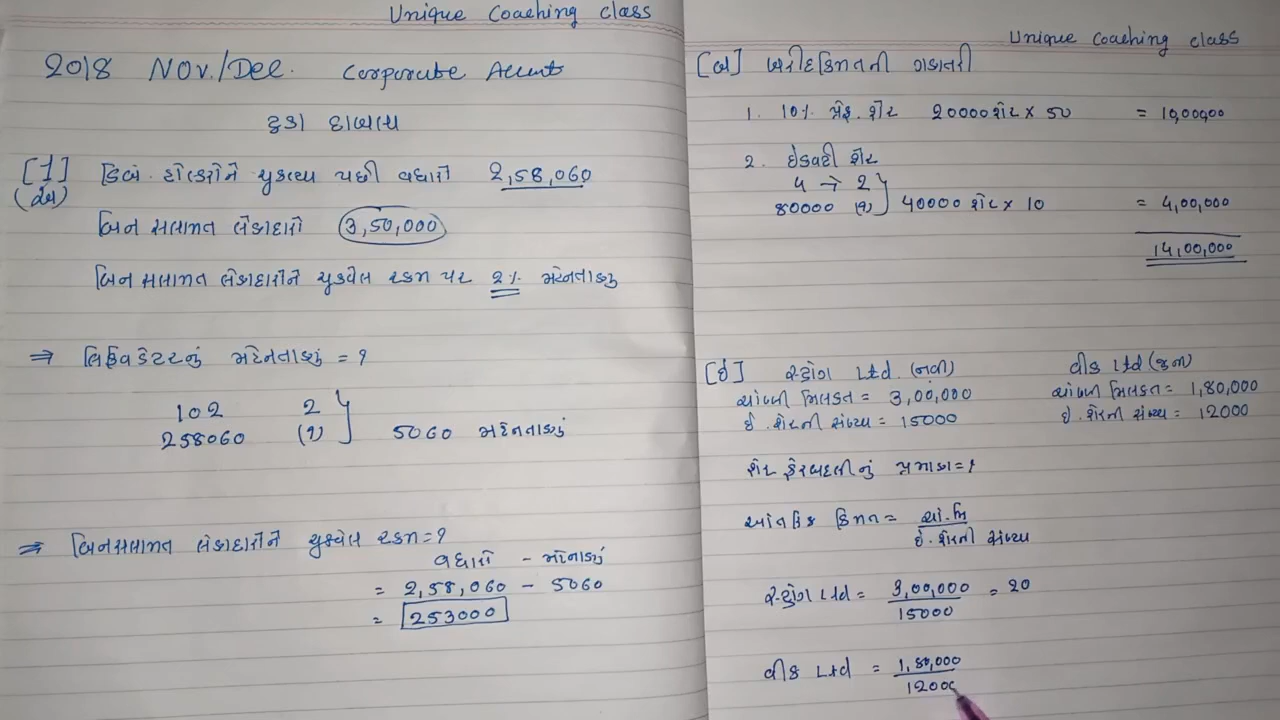 Unique Coaching class
2018 Nov./Dec. Corporate Accunt
ટુકા દાખલા
[1] ડિબે. હોલ્ડરોને ચુકવ્યા પછી વધારો 2,58,060
(અ)
બિન સલામત લેણદારો 3,50,000
બિન સલામત લેણદારોને ચુકવેલ રકમ પર 2% મહેનતાણુ
⇒ લિક્વિડેટરનું મહેનતાણું = ?
102 2
258060 (?) 5060 મહેનતાણું
⇒ બિનસલામત લેણદારોને ચુકવેલ રકમ = ?
વધારો - મહેનતાણું
= 2,58,060 - 5060
= 253000
Unique Coaching class
[બ] ખરીદકિંમતની ગણતરી
1. 10% પ્રેફ. શેર 20000 શેર × 50 = 10,00,000
2. ઇક્વિટી શેર
૫ → 2
80000 (?) 40000 શેર × 10 = 4,00,000
14,00,000
[ઈ] સ્ટ્રોંગ Ltd (નવી) વીક Ltd (જુની)
ચોખ્ખી મિલકત = 3,00,000 ચોખ્ખી મિલકત = 1,80,000
ઈ. શેરની સંખ્યા = 15000 ઈ. શેરની સંખ્યા = 12000
શેર ફેરબદલીનું પ્રમાણ = ?
આંતરિક કિંમત = ચો. મિ
ઈ. શેરની સંખ્યા
સ્ટ્રોંગ Ltd = 3,00,000 = 20
15000
વીક Ltd = 1,80,000
12000